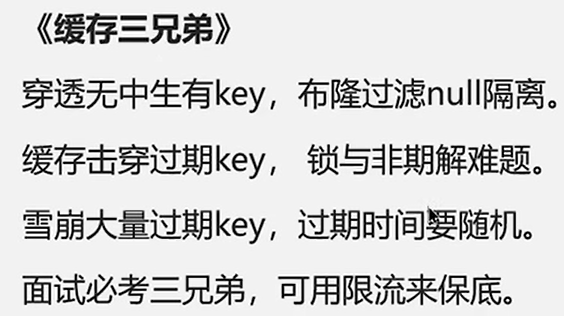 《缓存三兄弟》
穿透无中生有key，布隆过滤null隔离。
缓存击穿过期key， 锁与非期解难题。
雪崩大量过期key，过期时间要随机。
面试必考三兄弟，可用限流来保底。